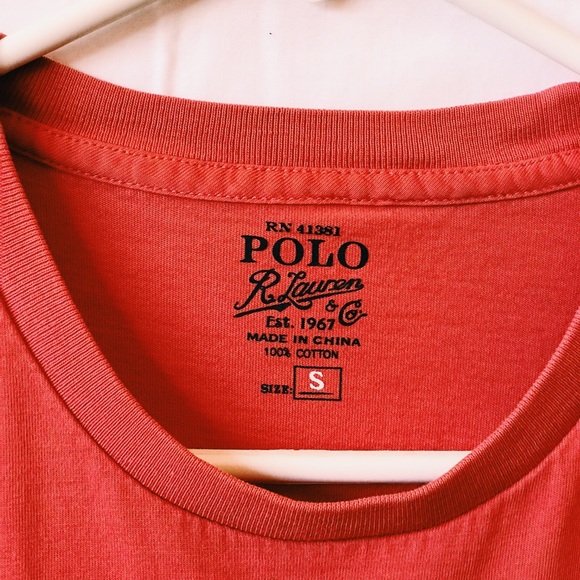 RN 41381
POLO
R. Lauren
& Co
Est. 1967
MADE IN CHINA
100% COTTON
SIZE: S